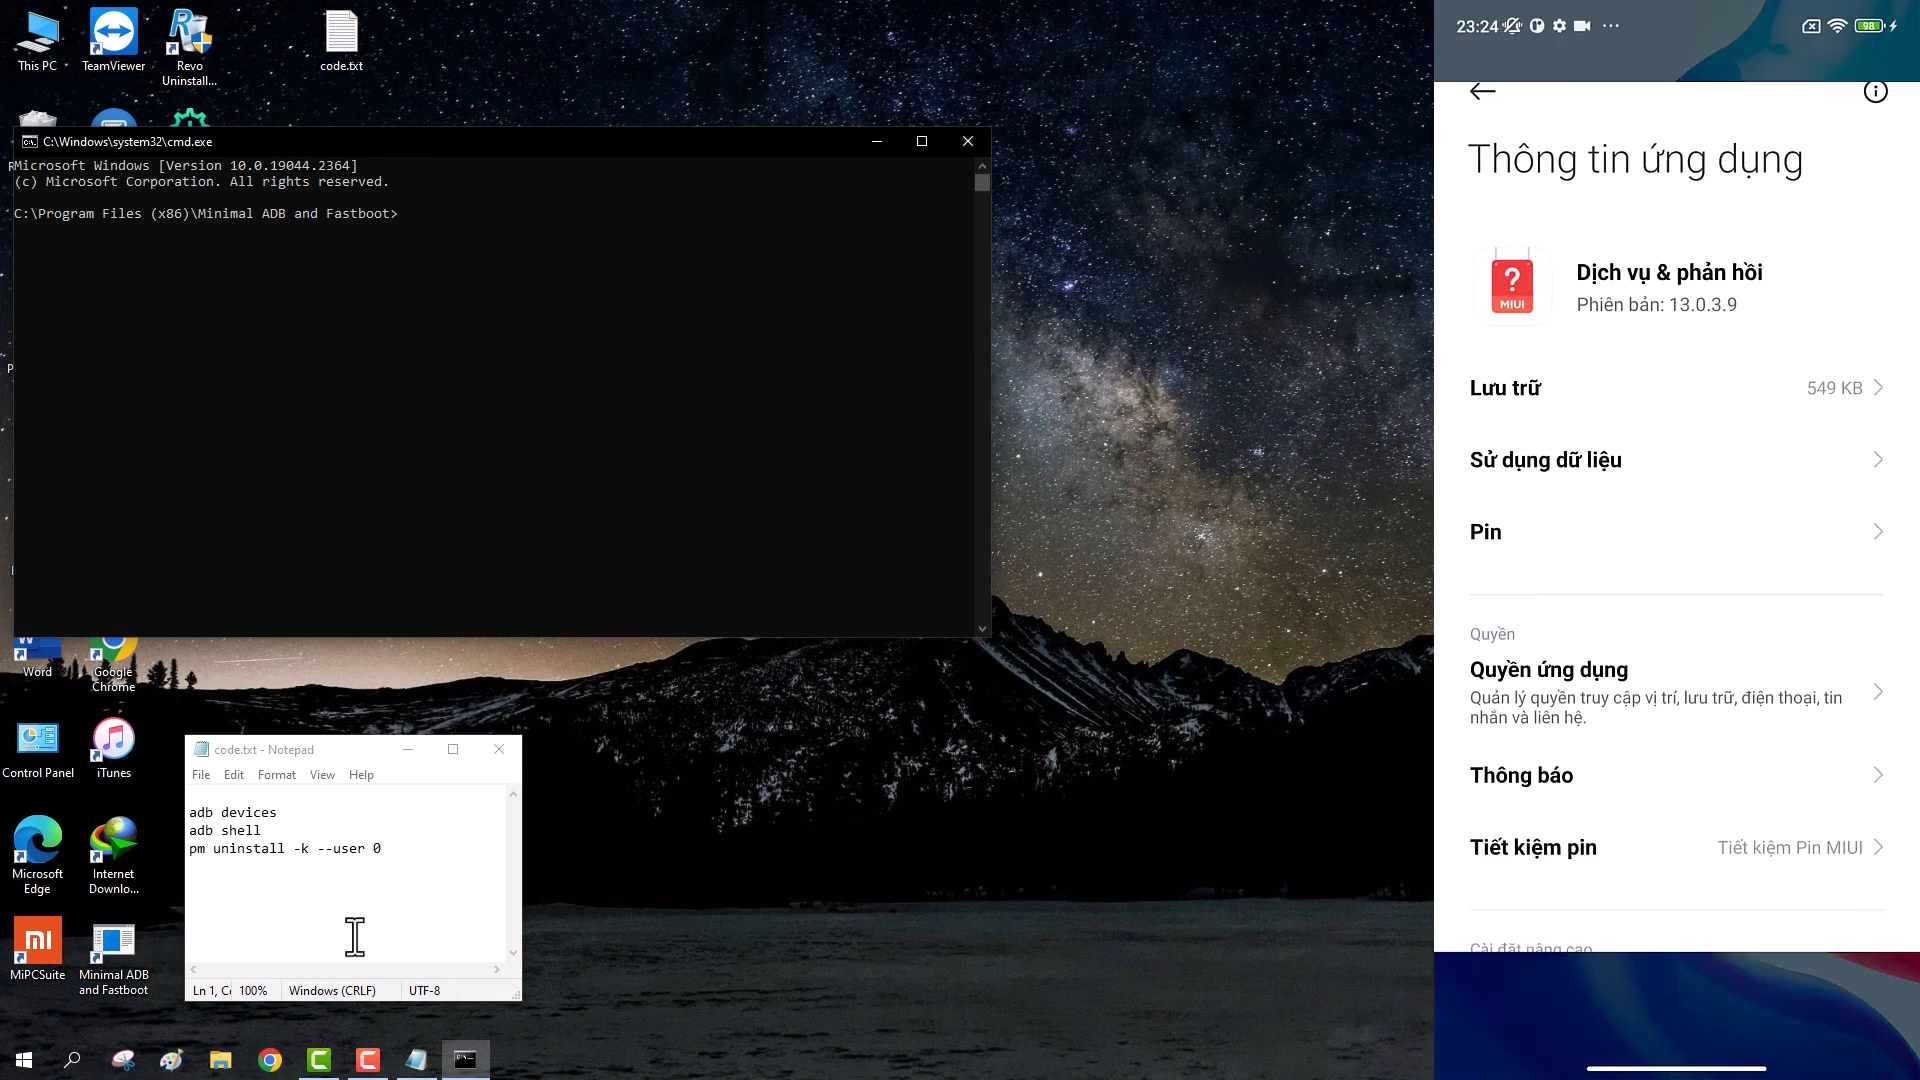 This PC
TeamViewer
Revo
Uninstall...
code.txt
C:\Windows\system32\cmd.exe
Microsoft Windows [Version 10.0.19044.2364]
(c) Microsoft Corporation. All rights reserved.
C:\Program Files (x86)\Minimal ADB and Fastboot>
Word
Google
Chrome
Control Panel
iTunes
Microsoft
Edge
Internet
Downlo...
MiPCSuite
Minimal ADB
and Fastboot
code.txt - Notepad
File Edit Format View Help
adb devices
adb shell
pm uninstall -k --user 0
100%
Windows (CRLF)
UTF-8
23:24
98
Thông tin ứng dụng
MIUI
Dịch vụ & phản hồi
Phiên bản: 13.0.3.9
Lưu trữ
549 KB
Sử dụng dữ liệu
Pin
Quyền
Quyền ứng dụng
Quản lý quyền truy cập vị trí, lưu trữ, điện thoại, tin
nhắn và liên hệ.
Thông báo
Tiết kiệm pin
Tiết kiệm Pin MIUI
Cài đặt nâng cao